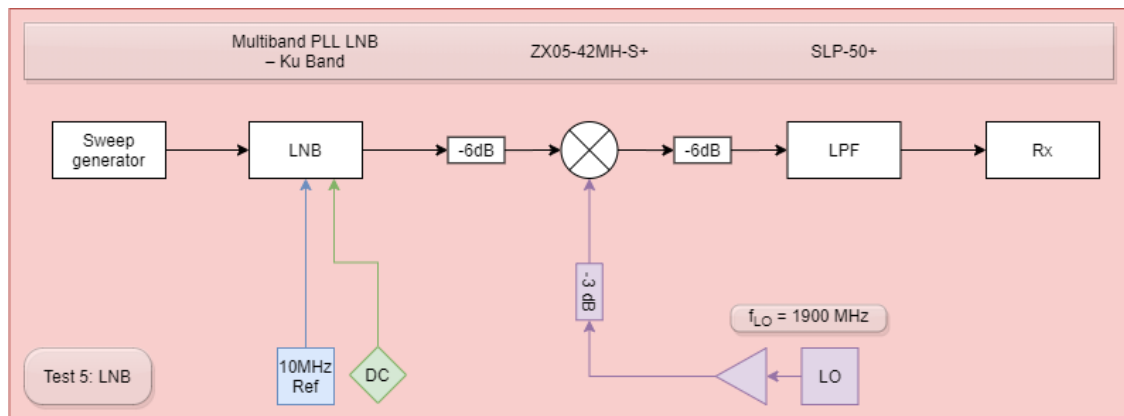 Multiband PLL LNB
– Ku Band
ZX05-42MH-S+
SLP-50+
Sweep
generator
LNB
-6dB
-6dB
LPF
Rx
-3 dB
f_LO = 1900 MHz
Test 5: LNB
10MHz
Ref
DC
LO